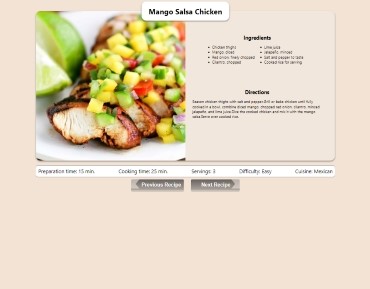 Mango Salsa Chicken
Ingredients
Chicken thighs
Mango, diced
Red onion, finely chopped
Cilantro, chopped
Lime juice
Jalapeño, minced
Salt and pepper to taste
Cooked rice for serving
Directions
Season chicken thighs with salt and pepper.Grill or bake chicken until fully
cooked.In a bowl, combine diced mango, chopped red onion, cilantro, minced
jalapeño, and lime juice.Dice the cooked chicken and mix it with the mango
salsa.Serve over cooked rice.
Preparation time: 15 min.
Cooking time: 25 min.
Servings: 3
Difficulty: Easy
Cuisine: Mexican
Previous Recipe
Next Recipe